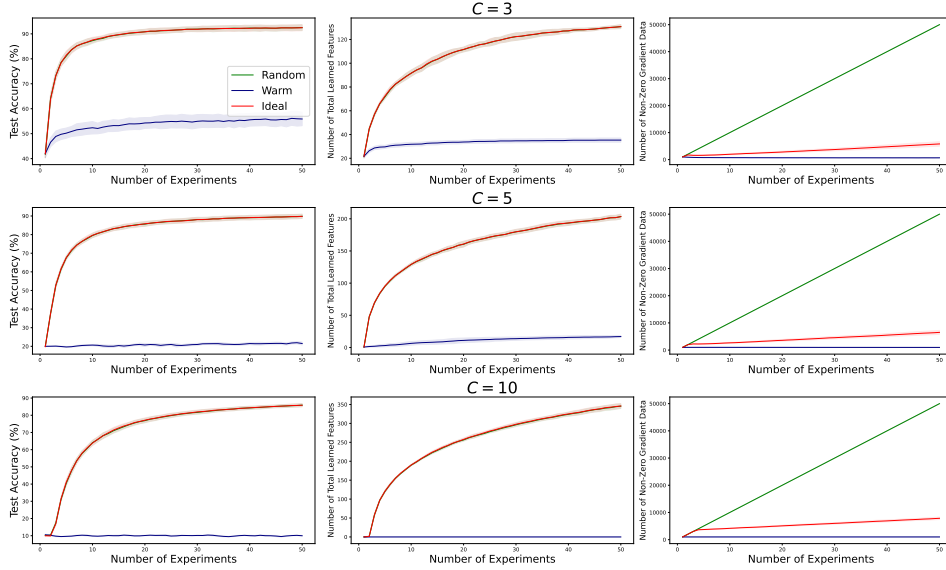 C = 3
Test Accuracy (%)
90
80
70
60
50
40
Random
Warm
Ideal
0 10 20 30 40 50
Number of Experiments
Number of Total Learned Features
120
100
80
60
40
20
0 10 20 30 40 50
Number of Experiments
Number of Non-Zero Gradient Data
50000
40000
30000
20000
10000
0
0 10 20 30 40 50
Number of Experiments
C = 5
Test Accuracy (%)
90
80
70
60
50
40
30
20
0 10 20 30 40 50
Number of Experiments
Number of Total Learned Features
200
150
100
50
0
0 10 20 30 40 50
Number of Experiments
Number of Non-Zero Gradient Data
50000
40000
30000
20000
10000
0
0 10 20 30 40 50
Number of Experiments
C = 10
Test Accuracy (%)
90
80
70
60
50
40
30
20
10
0 10 20 30 40 50
Number of Experiments
Number of Total Learned Features
350
300
250
200
150
100
50
0
0 10 20 30 40 50
Number of Experiments
Number of Non-Zero Gradient Data
50000
40000
30000
20000
10000
0
0 10 20 30 40 50
Number of Experiments